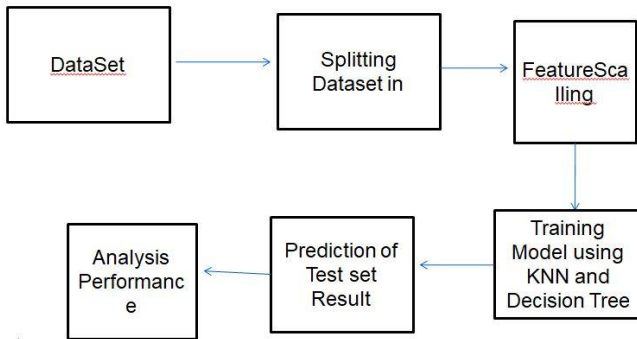 DataSet
Splitting
Dataset in
FeatureSca
lling
Training
Model using
KNN and
Decision Tree
Prediction of
Test set
Result
Analysis
Performanc
e